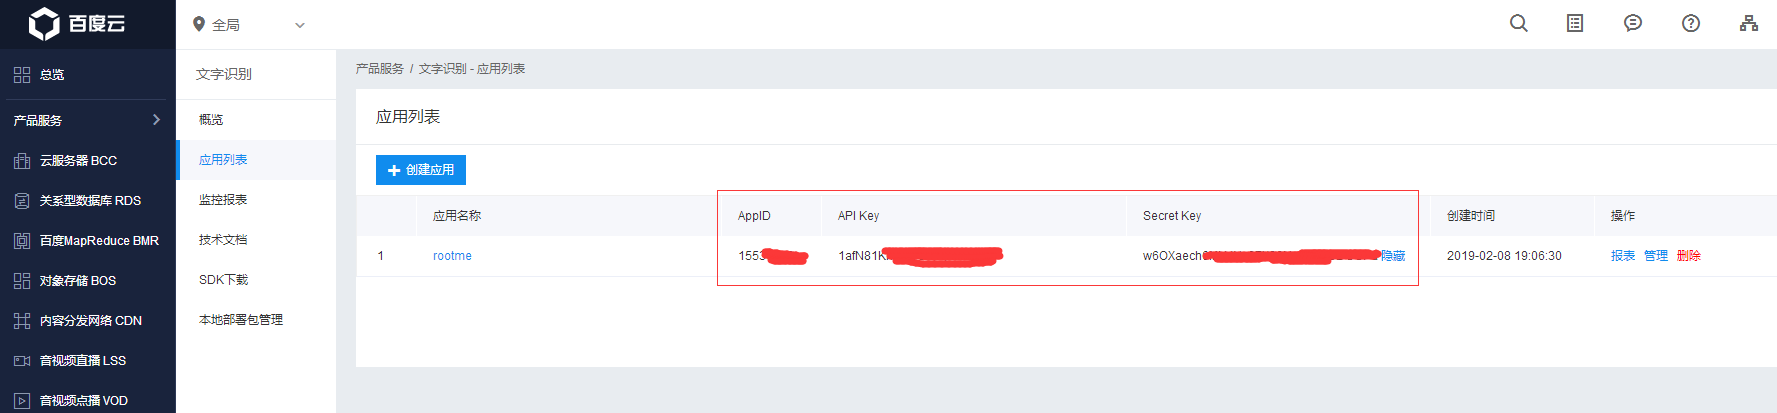 百度云
全局
总览
产品服务
云服务器 BCC
关系型数据库 RDS
百度MapReduce BMR
对象存储 BOS
内容分发网络 CDN
音视频直播 LSS
音视频点播 VOD
文字识别
概览
应用列表
监控报表
技术文档
SDK下载
本地部署包管理
产品服务 / 文字识别 - 应用列表
应用列表
创建应用
应用名称 AppID API Key Secret Key 创建时间 操作
1 rootme 155 1afN81K w6OXaech 隐藏 2019-02-08 19:06:30 报表 管理 删除